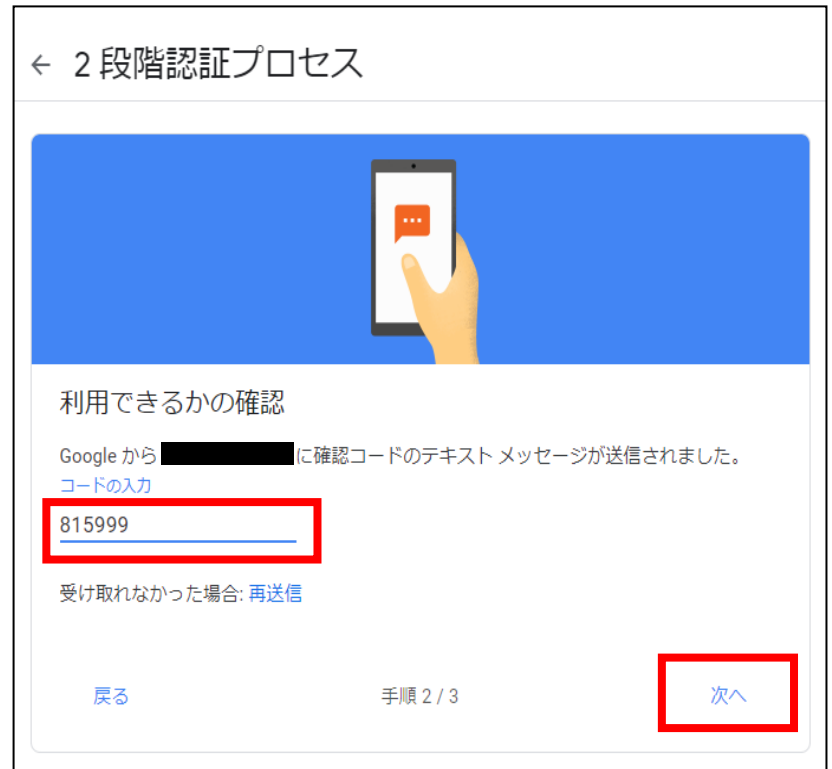 ← 2 段階認証プロセス
利用できるかの確認
Google から に確認コードのテキスト メッセージが送信されました。
コードの入力
815999
受け取れなかった場合: 再送信
戻る 手順 2 / 3 次へ